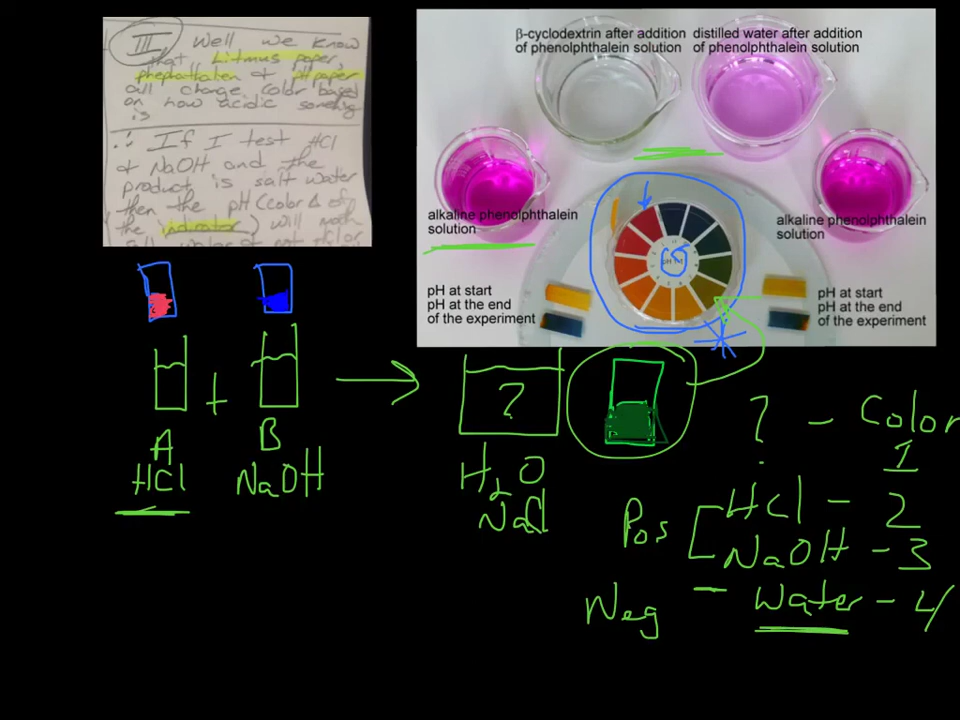 III Well we know
that Litmus paper,
phephathalien & pH paper
will change color based
on how acidic something
is
∴ If I test HCl
& NaOH and the
product is salt water
then the pH (color Δ of
the indicator) will
β-cyclodextrin after addition
of phenolphthalein solution
distilled water after addition
of phenolphthalein solution
alkaline phenolphthalein
solution
alkaline phenolphthalein
solution
pH at start
pH at the end
of the experiment
pH at start
pH at the end
of the experiment
+
?
A
HCl
B
NaOH
H2O
NaCl
? - Color
1
Pos
HCl - 2
NaOH - 3
Neg - Water - 4